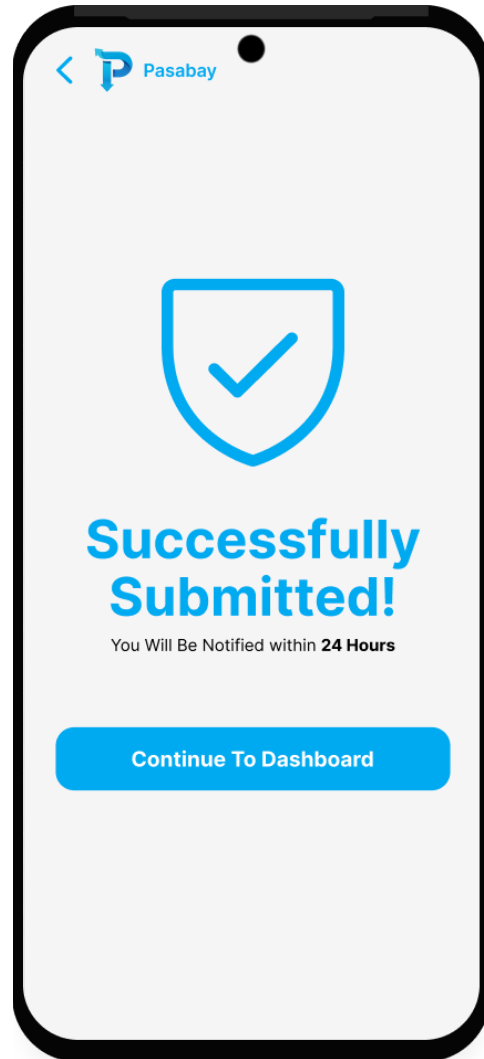 Pasabay
Successfully
Submitted!
You Will Be Notified within 24 Hours
Continue To Dashboard